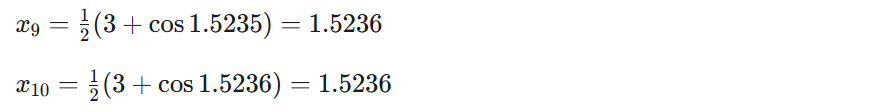 x₉ = ½(3 + cos 1.5235) = 1.5236
x₁₀ = ½(3 + cos 1.5236) = 1.5236